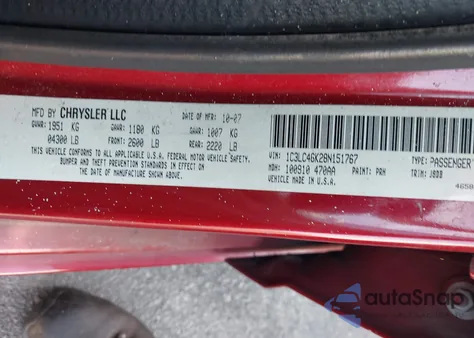 MFD BY CHRYSLER LLC DATE OF MFR 10-07
GVWR: 1951 KG GAWR: 1180 KG GAWR: 1007 KG
04300 LB FRONT: 2600 LB REAR: 2220 LB
THIS VEHICLE CONFORMS TO ALL APPLICABLE U.S.A. FEDERAL MOTOR VEHICLE SAFETY,
BUMPER AND THEFT PREVENTION STANDARDS IN EFFECT ON THE DATE OF MANUFACTURE SHOWN ABOVE.
VIN: 1C3LC46K28N151767 TYPE: PASSENGER
MDH: 100910 470AA PAINT: PRH TRIM: J8DB
VEHICLE MADE IN U.S.A.
autoSnap